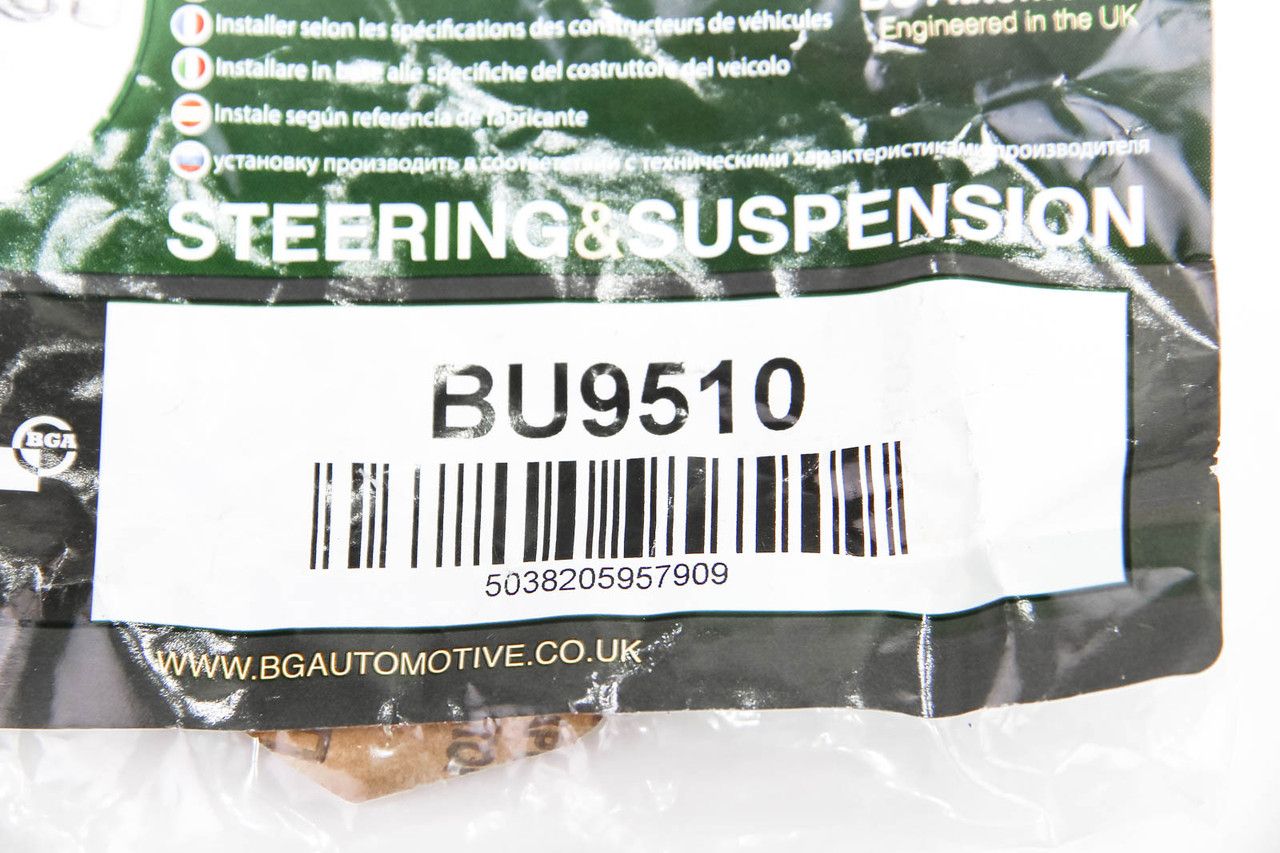 Installer selon les spécifications des constructeurs de véhicules
Engineered in the UK
Installare in base alle specifiche del costruttore del veicolo
Instale según referencia de fabricante
установку производить в соответствии с техническими характеристиками производителя
STEERING&SUSPENSION
BU9510
BGA
5038205957909
WWW.BGAUTOMOTIVE.CO.UK